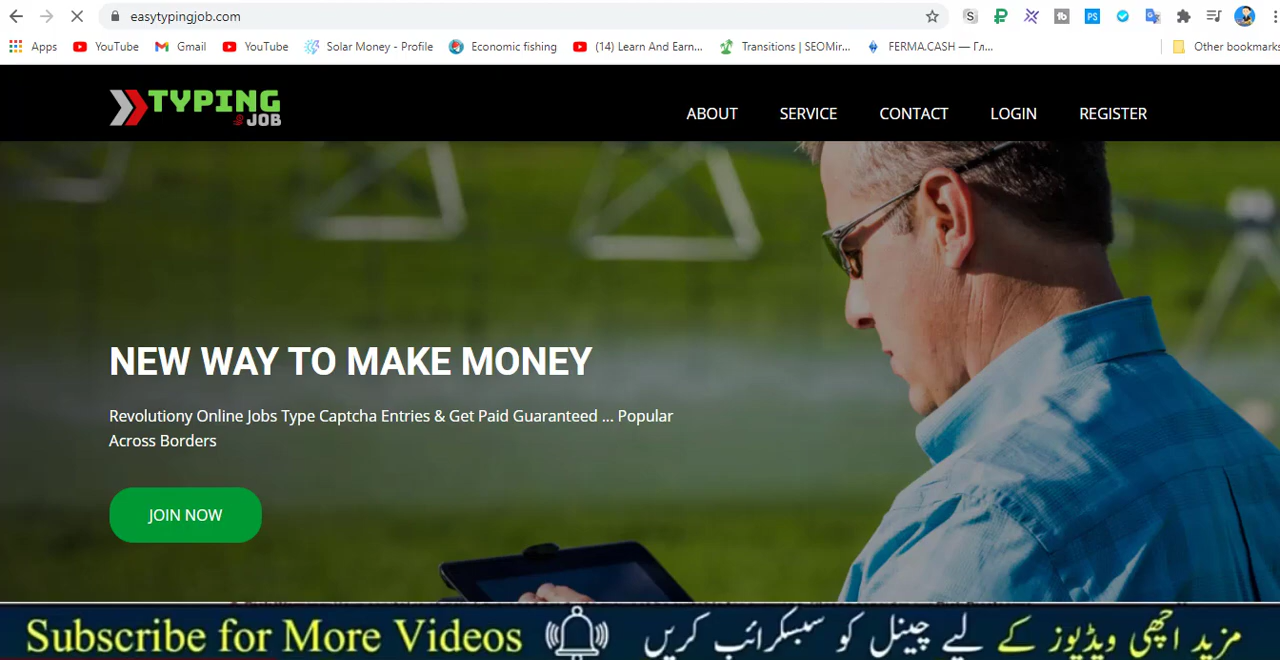 easytypingjob.com
S
tb
PS
Apps
YouTube
Gmail
YouTube
Solar Money - Profile
Economic fishing
(14) Learn And Earn...
Transitions | SEOMir...
FERMA.CASH — Гл...
Other bookmarks
TYPING
JOB
ABOUT
SERVICE
CONTACT
LOGIN
REGISTER
NEW WAY TO MAKE MONEY
Revolutiony Online Jobs Type Captcha Entries & Get Paid Guaranteed ... Popular
Across Borders
JOIN NOW
Subscribe for More Videos
مزید اچھی ویڈیوز کے لیے چینل کو سبسکرائب کریں